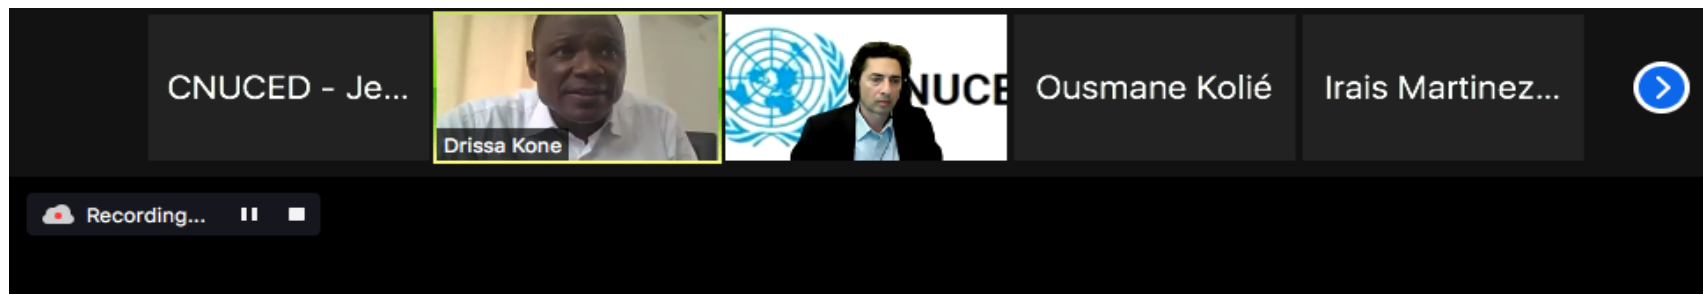 CNUCED - Je...
Drissa Kone
NUCE
Ousmane Kolié
Irais Martinez...
Recording...